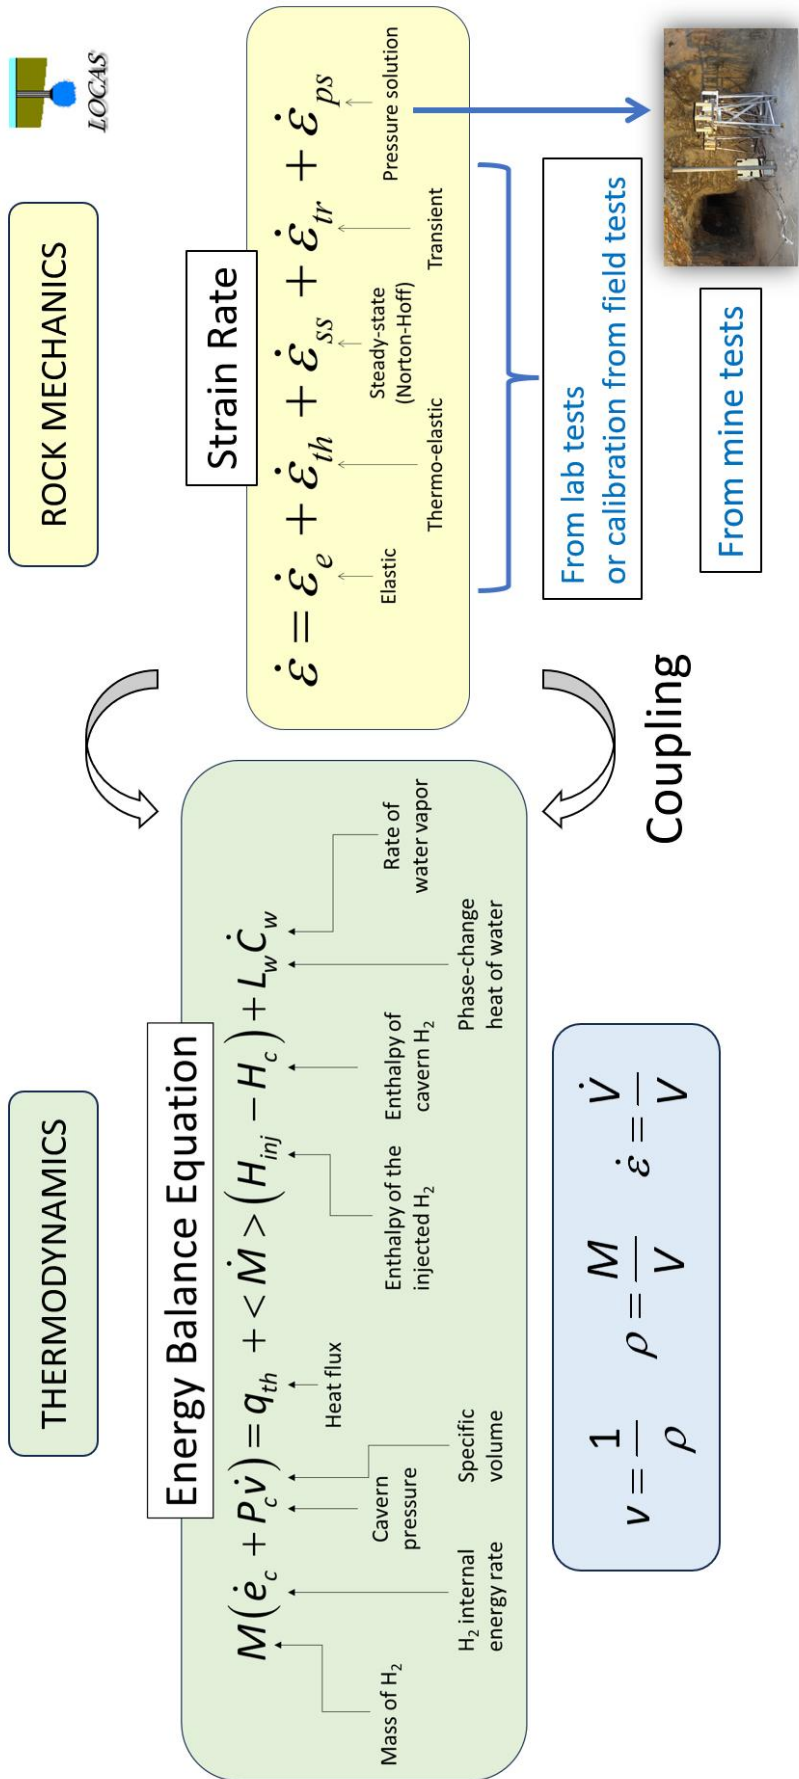 THERMODYNAMICS
ROCK MECHANICS
LOCAS
Energy Balance Equation
M(ė_c + P_c v̇) = q_th + < Ṁ > (H_inj − H_c) + L_w Ċ_w
Mass of H₂
H₂ internal
energy rate
Cavern
pressure
Specific
volume
Heat flux
Enthalpy of the
injected H₂
Enthalpy of
cavern H₂
Phase-change
heat of water
Rate of
water vapor
v = 1/ρ ρ = M/V ε̇ = V̇/V
Coupling
Strain Rate
ε̇ = ε̇_e + ε̇_th + ε̇_ss + ε̇_tr + ε̇_ps
Elastic
Thermo-elastic
Steady-state
(Norton-Hoff)
Transient
Pressure solution
From lab tests
or calibration from field tests
From mine tests